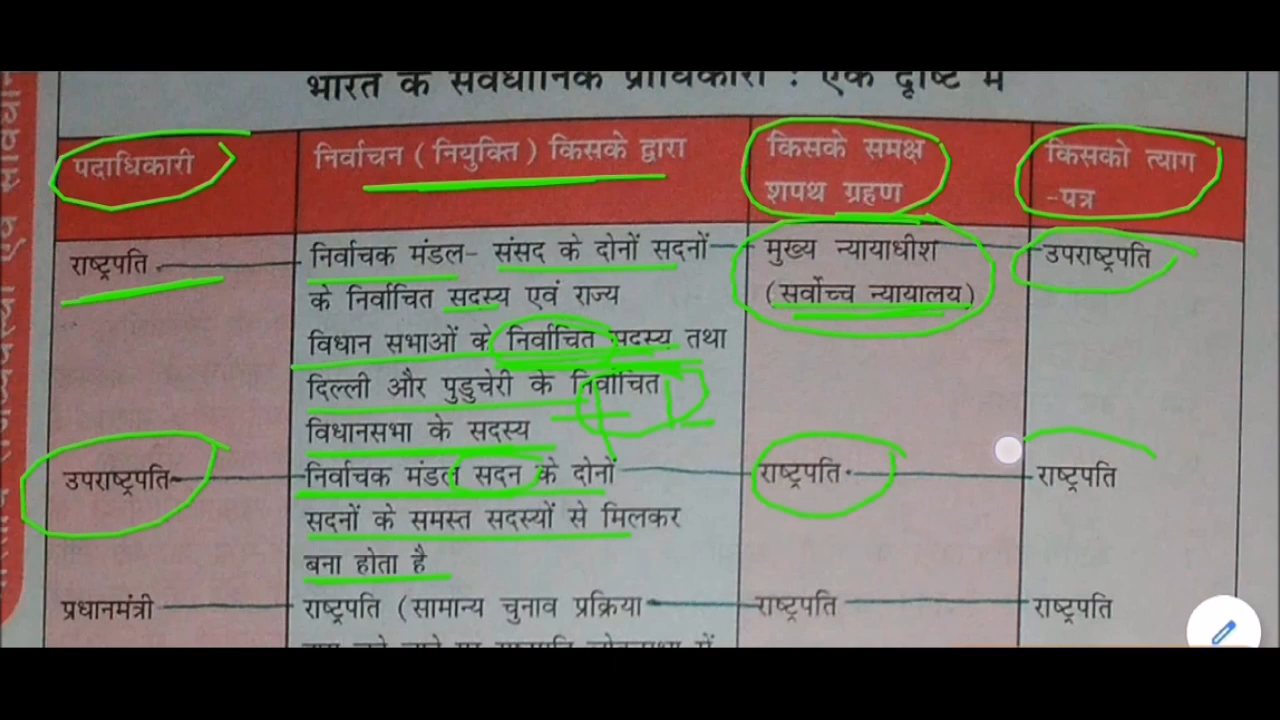 भारत के संवैधानिक प्राधिकारी : एक दृष्टि में
पदाधिकारी
निर्वाचन ( नियुक्ति ) किसके द्वारा
किसके समक्ष
शपथ ग्रहण
किसको त्याग
-पत्र
राष्ट्रपति
निर्वाचक मंडल- संसद के दोनों सदनों
के निर्वाचित सदस्य एवं राज्य
विधान सभाओं के निर्वाचित सदस्य तथा
दिल्ली और पुडुचेरी के निर्वाचित
विधानसभा के सदस्य
मुख्य न्यायाधीश
(सर्वोच्च न्यायालय)
उपराष्ट्रपति
उपराष्ट्रपति
निर्वाचक मंडल सदन के दोनों
सदनों के समस्त सदस्यों से मिलकर
बना होता है
राष्ट्रपति
राष्ट्रपति
प्रधानमंत्री
राष्ट्रपति (सामान्य चुनाव प्रक्रिया
राष्ट्रपति
राष्ट्रपति